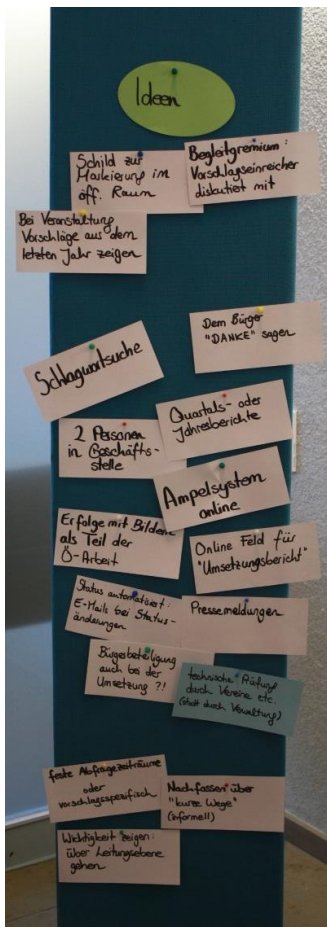 Ideen
Schild zur
Markierung im
öff. Raum
Begleitgremium:
Vorschlagseinreicher
diskutiert mit
Bei Veranstaltung
Vorschläge aus dem
letzten Jahr zeigen
Dem Bürger
"DANKE" sagen
Schlagwortsuche
Quartals- oder
Jahresberichte
2 Personen
in Geschäfts-
stelle
Ampelsystem
online
Erfolge mit Bildern
als Teil der
Ö-Arbeit
Online Feld für
"Umsetzungsbericht"
Status automatisiert:
E-Mails bei Status-
änderungen
Pressemeldungen
Bürgerbeteiligung
auch bei der
Umsetzung ?!
technische Prüfung
durch Vereine etc.
(statt durch Verwaltung)
feste Abfragezeiträume
oder
vorschlagsspezifisch
Nachfassen über
"kurze Wege"
(informell)
Wichtigkeit zeigen:
über Leitungsebene
gehen